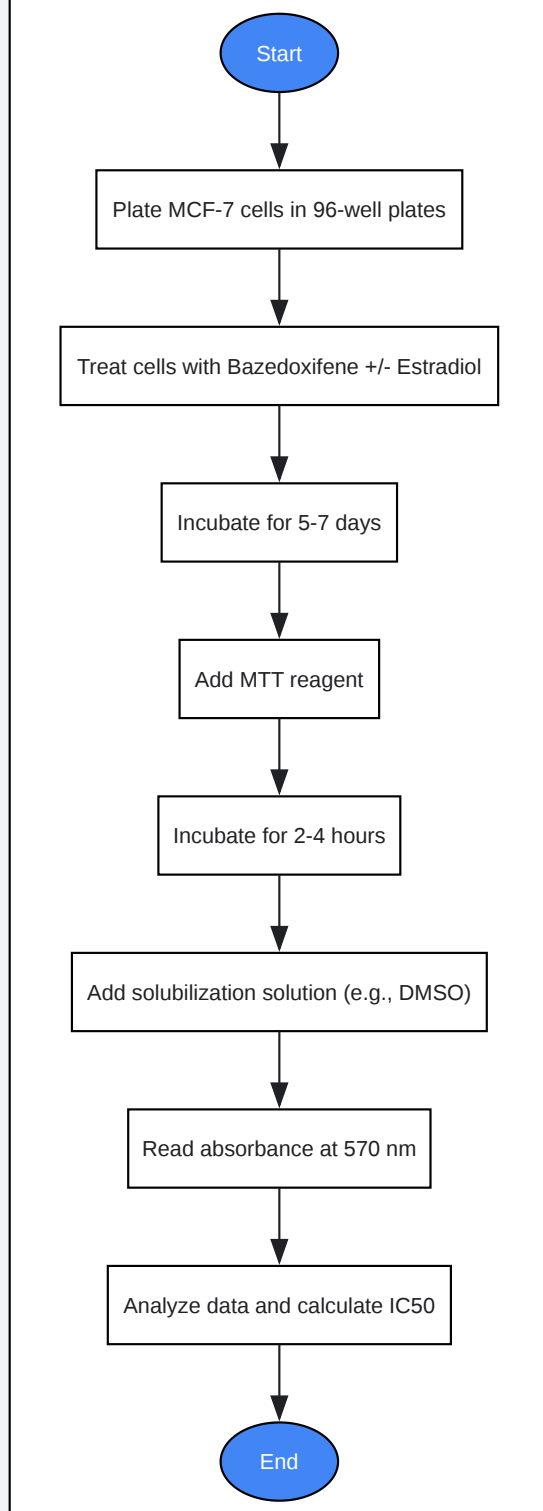 Start
Plate MCF-7 cells in 96-well plates
Treat cells with Bazedoxifene +/- Estradiol
Incubate for 5-7 days
Add MTT reagent
Incubate for 2-4 hours
Add solubilization solution (e.g., DMSO)
Read absorbance at 570 nm
Analyze data and calculate IC50
End